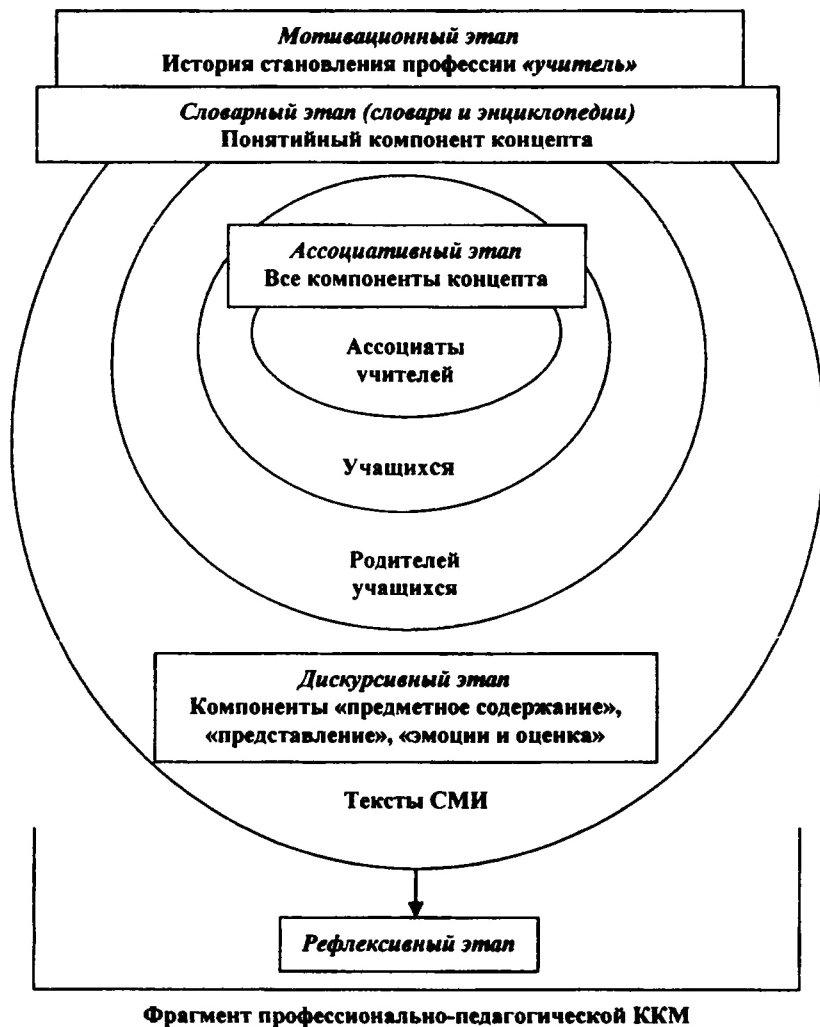 Мотивационный этап
История становления профессии «учитель»
Словарный этап (словари и энциклопедии)
Понятийный компонент концепта
Ассоциативный этап
Все компоненты концепта
Ассоциаты
учителей
Учащихся
Родителей
учащихся
Дискурсивный этап
Компоненты «предметное содержание»,
«представление», «эмоции и оценка»
Тексты СМИ
Рефлексивный этап
Фрагмент профессионально-педагогической ККМ